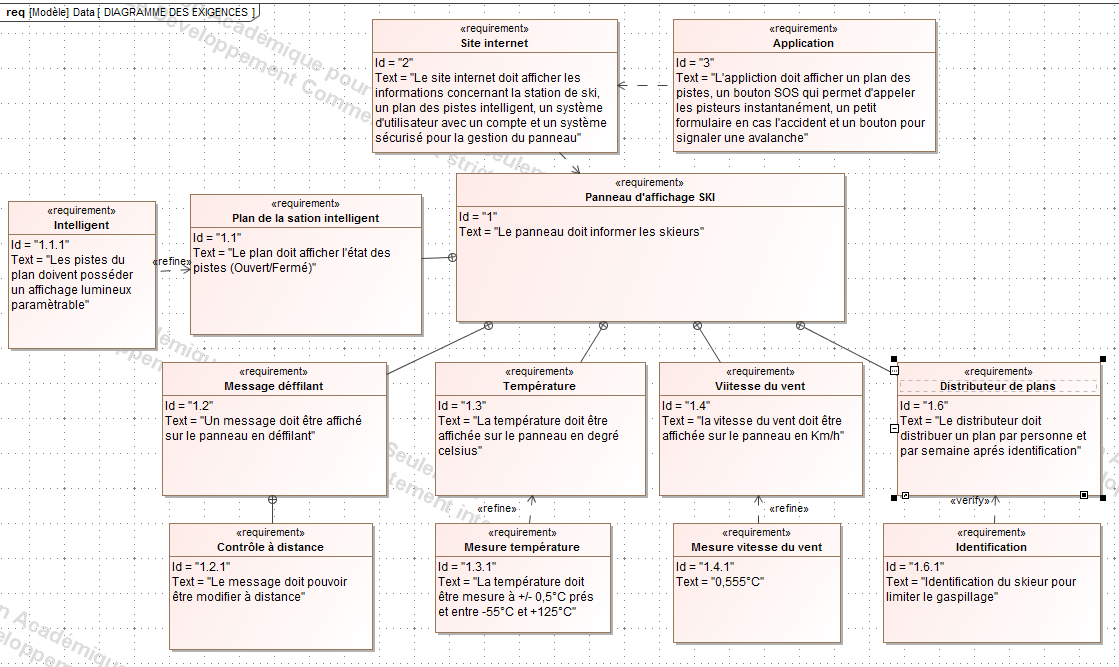 req [Modèle] Data [ DIAGRAMME DES EXIGENCES ]
«requirement»
Site internet
Id = "2"
Text = "Le site internet doit afficher les
informations concernant la station de ski,
un plan des pistes intelligent, un système
d'utilisateur avec un compte et un système
sécurisé pour la gestion du panneau"
«requirement»
Application
Id = "3"
Text = "L'appliction doit afficher un plan des
pistes, un bouton SOS qui permet d'appeler
les pisteurs instantanément, un petit
formulaire en cas l'accident et un bouton pour
signaler une avalanche"
«requirement»
Panneau d'affichage SKI
Id = "1"
Text = "Le panneau doit informer les skieurs"
«requirement»
Plan de la sation intelligent
Id = "1.1"
Text = "Le plan doit afficher l'état des
pistes (Ouvert/Fermé)"
«requirement»
Intelligent
Id = "1.1.1"
Text = "Les pistes du
plan doivent posséder
un affichage lumineux
paramètrable"
«refine»
«requirement»
Message déffilant
Id = "1.2"
Text = "Un message doit être affiché
sur le panneau en déffilant"
«requirement»
Température
Id = "1.3"
Text = "La température doit être
affichée sur le panneau en degré
celsius"
«requirement»
Viitesse du vent
Id = "1.4"
Text = "la vitesse du vent doit être
affichée sur le panneau en Km/h"
«requirement»
Distributeur de plans
Id = "1.6"
Text = "Le distributeur doit
distribuer un plan par personne et
par semaine aprés identification"
«refine»
«refine»
«verify»
«requirement»
Contrôle à distance
Id = "1.2.1"
Text = "Le message doit pouvoir
être modifier à distance"
«requirement»
Mesure température
Id = "1.3.1"
Text = "La température doit
être mesure à +/- 0,5°C prés
et entre -55°C et +125°C"
«requirement»
Mesure vitesse du vent
Id = "1.4.1"
Text = "0,555°C"
«requirement»
Identification
Id = "1.6.1"
Text = "Identification du skieur pour
limiter le gaspillage"